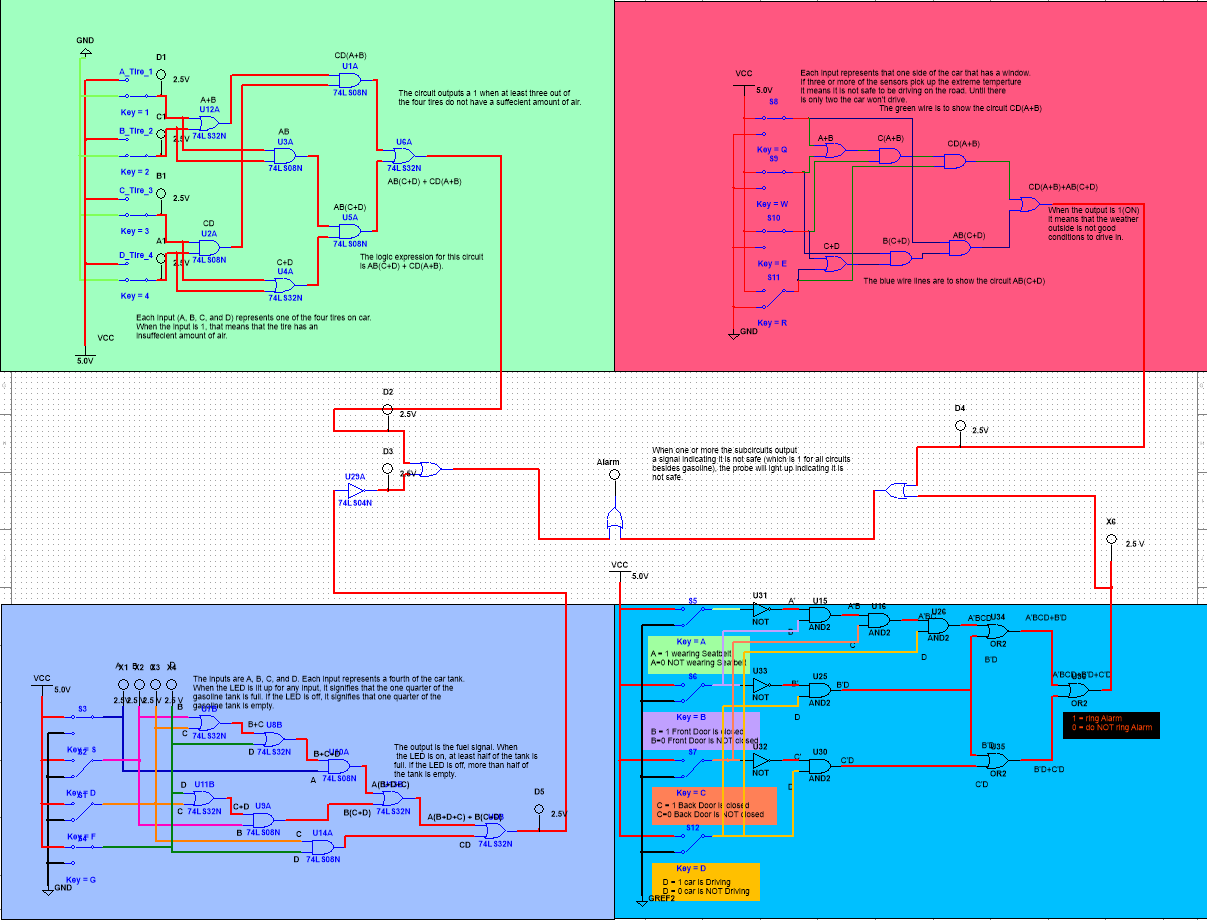 GND
D1
2.5V
A_Tire_1
Key = 1
A+B
U12A
74LS32N
C1
B_Tire_2
2.5V
Key = 2
B1
2.5V
C_Tire_3
Key = 3
A1
CD
U2A
74LS08N
D_Tire_4
2.5V
Key = 4
VCC
5.0V
AB
U3A
74LS08N
C+D
U4A
74LS32N
CD(A+B)
U1A
74LS08N
AB(C+D)
U5A
74LS08N
U6A
74LS32N
AB(C+D) + CD(A+B)
The circuit outputs a 1 when at least three out of
the four tires do not have a suffecient amount of air.
The logic expression for this circuit
is AB(C+D) + CD(A+B).
Each input (A, B, C, and D) represents one of the four tires on car.
When the input is 1, that means that the tire has an
insuffecient amount of air.
VCC
5.0V
S8
Key = Q
S9
Key = W
S10
Key = E
S11
Key = R
GND
Each input represents that one side of the car that has a window.
If three or more of the sensors pick up the extreme temperture
it means it is not safe to be driving on the road. Until there
is only two the car won't drive.
The green wire is to show the circuit CD(A+B)
A+B
C(A+B)
CD(A+B)
CD(A+B)+AB(C+D)
When the output is 1(ON)
It means that the weather
outside is not good
conditions to drive in.
C+D
B(C+D)
AB(C+D)
The blue wire lines are to show the circuit AB(C+D)
D2
2.5V
D3
2.5V
U29A
74LS04N
Alarm
When one or more the subcircuits output
a signal indicating it is not safe (which is 1 for all circuits
besides gasoline), the probe will light up indicating it is
not safe.
D4
2.5V
X6
2.5 V
VCC
5.0V
S3
Key = S
Key = D
Key = F
Key = G
GND
A X1 B X2 C X3 D X4
2.5 V 2.5 V 2.5 V 2.5 V
The inputs are A, B, C, and D. Each input represents a fourth of the car tank.
When the LED is lit up for any input, it signifies that the one quarter of the
gasoline tank is full. If the LED is off, it signifies that one quarter of the
gasoline tank is empty.
B
C
74LS32N
B+C
U8B
D
74LS32N
B+C+D
A
74LS08N
D
U11B
C
74LS32N
C+D
U9A
B
74LS08N
B(C+D)
A(B+D+C)
74LS32N
C
U14A
D
74LS08N
A(B+D+C) + B(C+D)
CD
74LS32N
The output is the fuel signal. When
the LED is on, at least half of the tank is
full. If the LED is off, more than half of
the tank is empty.
D5
2.5V
VCC
5.0V
S5
Key = A
A = 1 wearing Seatbelt
A=0 NOT wearing Seatbelt
S6
Key = B
B = 1 Front Door is closed
B=0 Front Door is NOT closed
S7
Key = C
C = 1 Back Door is closed
C=0 Back Door is NOT closed
S12
Key = D
D = 1 car is Driving
D = 0 car is NOT Driving
GREF2
U31
NOT
A'
U15
AND2
A'B
U16
AND2
C
A'BC
U26
AND2
D
A'BCD
U34
OR2
A'BCD+B'D
B'D
U33
NOT
B'
U25
AND2
D
B'D
U32
NOT
C'
U30
AND2
D
C'D
B'D
U35
OR2
C'D
B'D+C'D
A'BCD+B'D+C'D
OR2
1 = ring Alarm
0 = do NOT ring Alarm